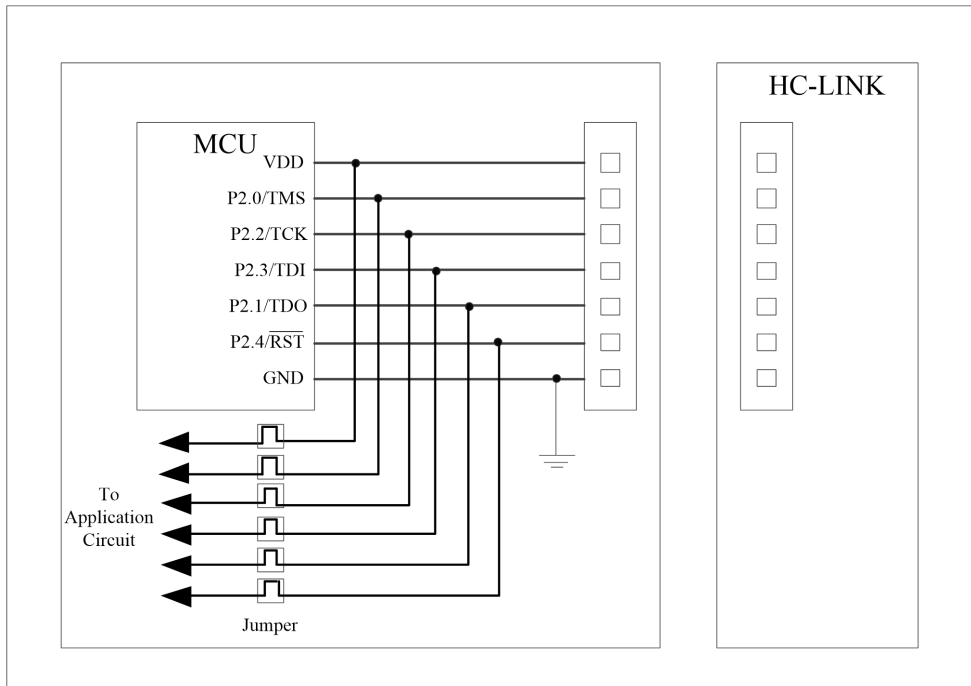 HC-LINK
MCU
VDD
P2.0/TMS
P2.2/TCK
P2.3/TDI
P2.1/TDO
P2.4/R̅S̅T̅
GND
To
Application
Circuit
Jumper